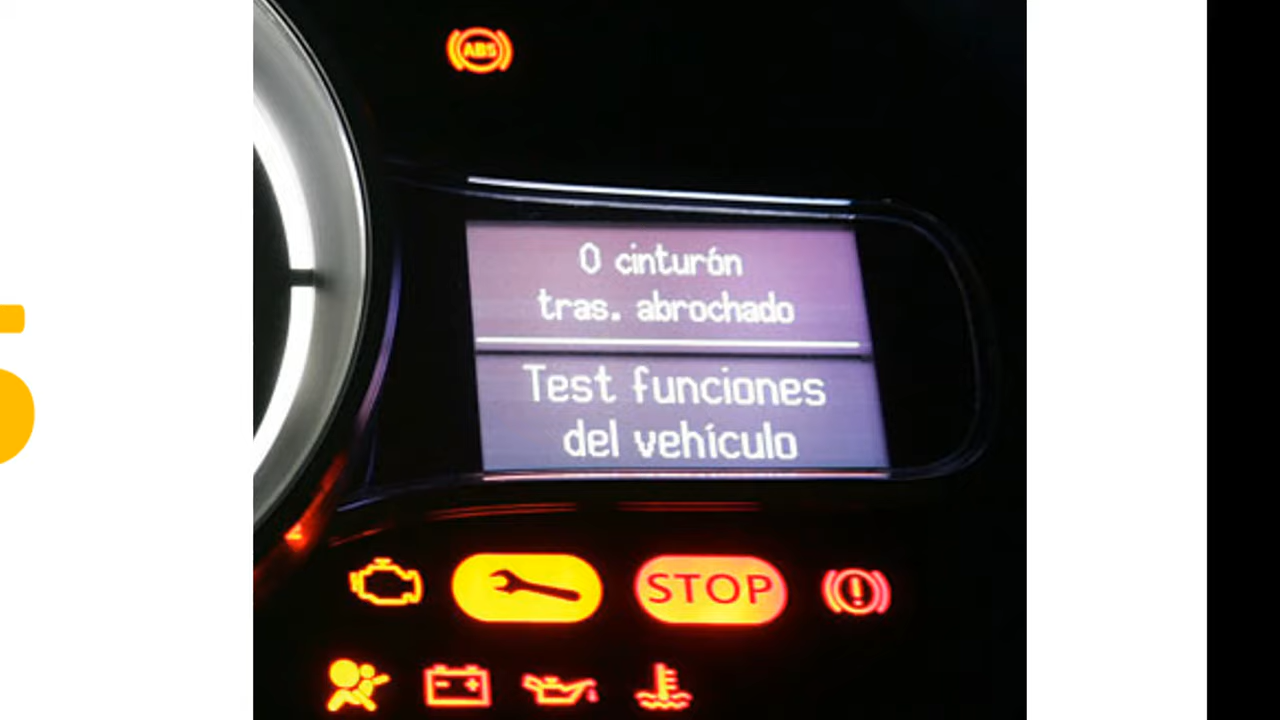 ABS
0 cinturón
tras. abrochado
Test funciones
del vehículo
STOP